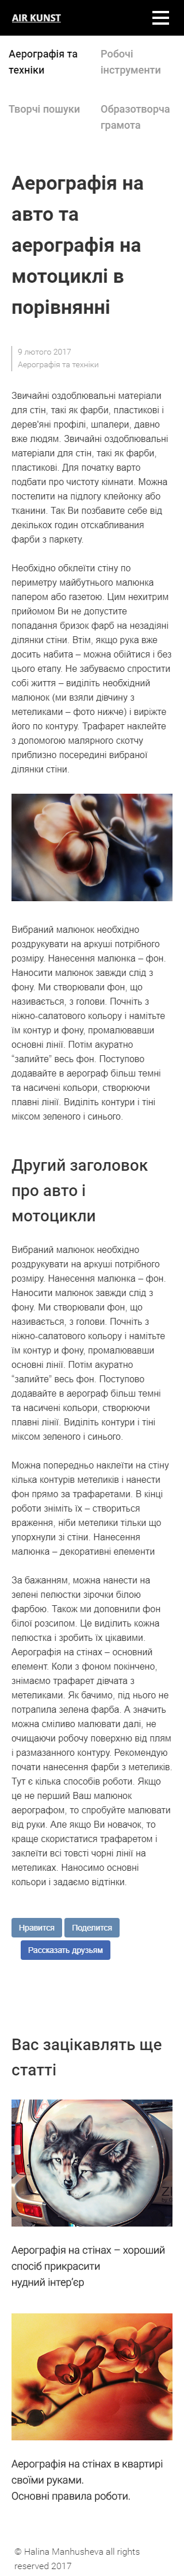 AIR KUNST
Аерографія та
техніки
Робочі
інструменти
Творчі пошуки
Образотворча
грамота
Аерографія на
авто та
аерографія на
мотоциклі в
порівнянні
9 лютого 2017
Аерографія та техніки
Звичайні оздоблювальні матеріали
для стін, такі як фарби, пластикові і
дерев'яні профілі, шпалери, давно
вже людям. Звичайні оздоблювальні
матеріали для стін, такі як фарби,
пластикові. Для початку варто
подбати про чистоту кімнати. Можна
постелити на підлогу клейонку або
тканини. Так Ви позбавите себе від
декількох годин отскабливания
фарби з паркету.
Необхідно обклеїти стіну по
периметру майбутнього малюнка
папером або газетою. Цим нехитрим
прийомом Ви не допустите
попадання бризок фарб на незадіяні
ділянки стіни. Втім, якщо рука вже
досить набита – можна обійтися і без
цього етапу. Не забуваємо спростити
собі життя – виділіть необхідний
малюнок (ми взяли дівчину з
метеликами – фото нижче) і виріжте
його по контуру. Трафарет наклейте
з допомогою малярного скотчу
приблизно посередині вибраної
ділянки стіни.
Вибраний малюнок необхідно
роздрукувати на аркуші потрібного
розміру. Нанесення малюнка – фон.
Наносити малюнок завжди слід з
фону. Ми створювали фон, що
називається, з голови. Почніть з
ніжно-салатового кольору і намітьте
їм контур и фону, промалювавши
основні лінії. Потім акуратно
"залийте" весь фон. Поступово
додавайте в аерограф більш темні
та насичені кольори, створюючи
плавні лінії. Виділіть контури і тіні
міксом зеленого і синього.
Другий заголовок
про авто і
мотоцикли
Вибраний малюнок необхідно
роздрукувати на аркуші потрібного
розміру. Нанесення малюнка – фон.
Наносити малюнок завжди слід з
фону. Ми створювали фон, що
називається, з голови. Почніть з
ніжно-салатового кольору і намітьте
їм контур и фону, промалювавши
основні лінії. Потім акуратно
"залийте" весь фон. Поступово
додавайте в аерограф більш темні
та насичені кольори, створюючи
плавні лінії. Виділіть контури і тіні
міксом зеленого і синього.
Можна попередньо наклеїти на стіну
кілька контурів метеликів і нанести
фон прямо за трафаретами. В кінці
роботи зніміть їх – створиться
враження, ніби метелики тільки що
упорхнули зі стіни. Нанесення
малюнка – декоративні елементи
За бажанням, можна нанести на
зелені пелюстки зірочки білою
фарбою. Також ми доповнили фон
білої розсипом. Це виділить кожна
пелюстка і зробить їх цікавими.
Аерографія на стінах – основний
елемент. Коли з фоном покінчено,
знімаємо трафарет дівчата з
метеликами. Як бачимо, під нього не
потрапила зелена фарба. А значить
можна сміливо малювати далі, не
очищаючи робочу поверхню від плям
і размазанного контуру. Рекомендую
почати нанесення фарби з метеликів.
Тут є кілька способів роботи. Якщо
це не перший Ваш малюнок
аерографом, то спробуйте малювати
від руки. Але якщо Ви новачок, то
краще скористатися трафаретом і
заклеїти всі товсті чорні лінії на
метеликах. Наносимо основні
кольори і задаємо відтінки.
Нравится
Поделится
Рассказать друзьям
Вас зацікавлять ще
статті
Аерографія на стінах – хороший
спосіб прикрасити
нудний інтер'єр
Аерографія на стінах в квартирі
своїми руками.
Основні правила роботи.
© Halina Manhusheva all rights
reserved 2017